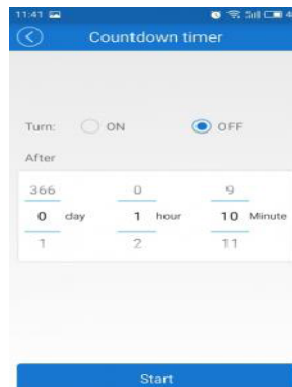 11:41 4
Countdown timer
Turn: ON OFF
After
366 0 9
0 day 1 hour 10 Minute
1 2 11
Start